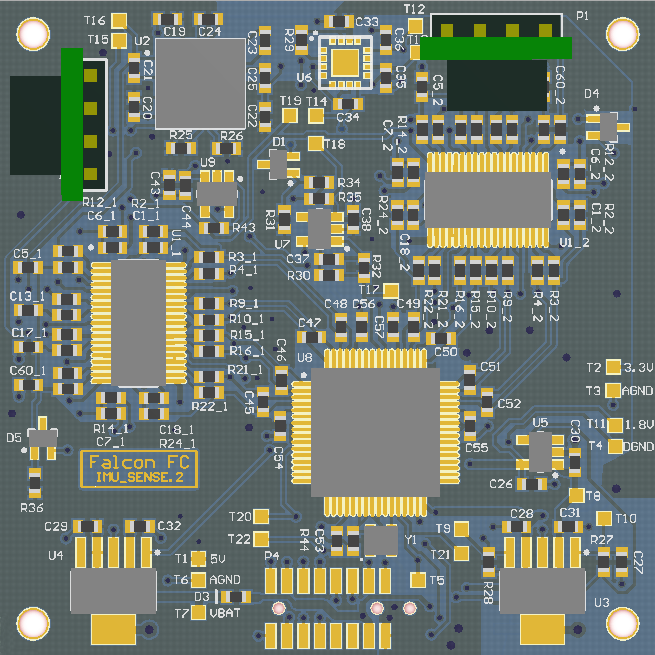 T16
T15
U2
C19
C24
C23
R29
C33
U6
C36
T12
P1
C21
C20
C25
C22
C35
C34
C5_2
C60_2
D4
T19
T14
T18
R25
R26
D1
C7_2
R14_2
R12_2
C6_2
U9
C43
C44
R43
R34
R35
R31
U7
C38
R24_2
C18_2
U1_2
C1_2
R2_2
R12_1
C6_1
R2_1
C1_1
U1_1
C5_1
C13_1
C17_1
C60_1
R3_1
R4_1
R9_1
R10_1
R15_1
R16_1
R21_1
R22_1
C37
R30
R32
T17
R22_2
R21_2
R16_2
R15_2
R10_2
R9_2
R4_2
R3_2
C48
C56
C57
C49
C47
C50
C46
U8
C45
C54
C51
C52
C55
T2
3.3V
T3
AGND
T11
1.8V
T4
DGND
R14_1
C7_1
C18_1
R24_1
D5
R36
Falcon FC
IMU_SENSE.2
U5
C30
C26
T8
C29
C32
U4
T1
5V
T6
AGND
D3
T7
VBAT
T20
T22
R44
C53
Y1
P4
T5
T9
T21
C28
C31
T10
R27
C27
R28
U3